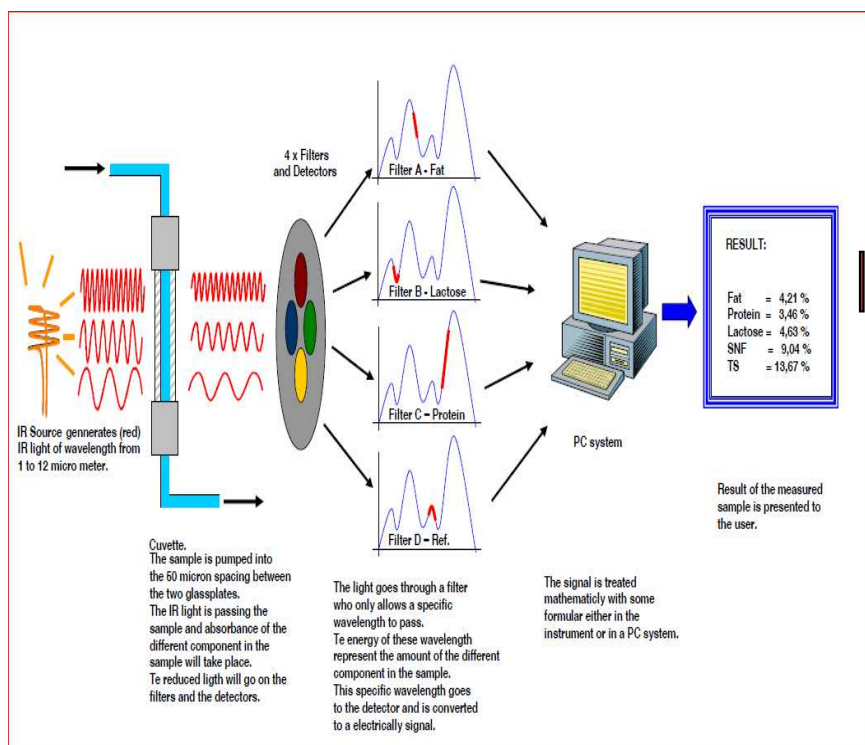 4 x Filters
and Detectors
Filter A - Fat
Filter B - Lactose
Filter C – Protein
Filter D – Ref.
IR Source gennerates (red)
IR light of wavelength from
1 to 12 micro meter.
Cuvette.
The sample is pumped into
the 50 micron spacing between
the two glassplates.
The IR light is passing the
sample and absorbance of the
different component in the
sample will take place.
Te reduced ligth will go on the
filters and the detectors.
The light goes through a filter
who only allows a specific
wavelength to pass.
Te energy of these wavelength
represent the amount of the different
component in the sample.
This specific wavelength goes
to the detector and is converted
to a electrically signal.
PC system
The signal is treated
mathematicly with some
formular either in the
instrument or in a PC system.
RESULT:
Fat = 4,21 %
Protein = 3,46 %
Lactose = 4,63 %
SNF = 9,04 %
TS =13,67 %
Result of the measured
sample is presented to
the user.